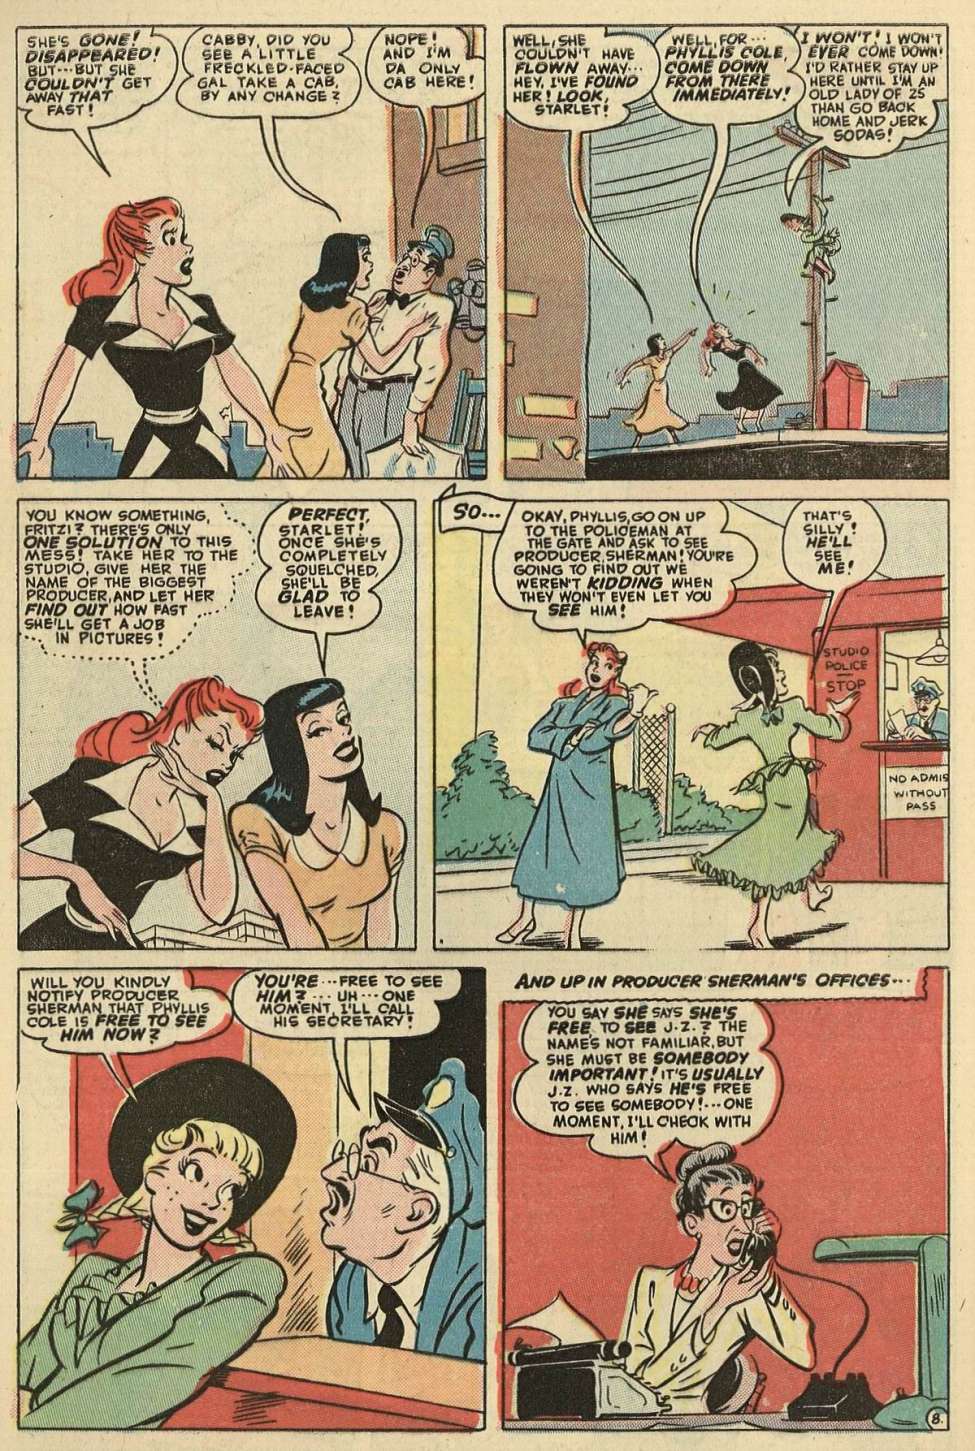 SHE'S GONE!
DISAPPEARED!
BUT---BUT SHE
COULDN'T GET
AWAY THAT
FAST!
CABBY, DID YOU
SEE A LITTLE
FRECKLED-FACED
GAL TAKE A CAB,
BY ANY CHANGE?
NOPE!
AND I'M
DA ONLY
CAB HERE!
WELL, SHE
COULDN'T HAVE
FLOWN AWAY---
HEY, I'VE FOUND
HER! LOOK,
STARLET!
WELL, FOR---
PHYLLIS COLE,
COME DOWN
FROM THERE
IMMEDIATELY!
I WON'T! I WON'T
EVER COME DOWN!
I'D RATHER STAY UP
HERE UNTIL I'M AN
OLD LADY OF 25
THAN GO BACK
HOME AND JERK
SODAS!
YOU KNOW SOMETHING,
FRITZI? THERE'S ONLY
ONE SOLUTION TO THIS
MESS! TAKE HER TO THE
STUDIO, GIVE HER THE
NAME OF THE BIGGEST
PRODUCER, AND LET HER
FIND OUT HOW FAST
SHE'LL GET A JOB
IN PICTURES!
PERFECT,
STARLET!
ONCE SHE'S
COMPLETELY
SQUELCHED,
SHE'LL BE
GLAD TO
LEAVE!
SO...
OKAY, PHYLLIS, GO ON UP
TO THE POLICEMAN AT
THE GATE AND ASK TO SEE
PRODUCER, SHERMAN! YOU'RE
GOING TO FIND OUT WE
WEREN'T KIDDING WHEN
THEY WON'T EVEN LET YOU
SEE HIM!
THAT'S
SILLY!
HE'LL
SEE
ME!
STUDIO
POLICE
—
STOP
NO ADMIS
WITHOUT
PASS
WILL YOU KINDLY
NOTIFY PRODUCER
SHERMAN THAT PHYLLIS
COLE IS FREE TO SEE
HIM NOW?
YOU'RE---FREE TO SEE
HIM?---UH---ONE
MOMENT, I'LL CALL
HIS SECRETARY!
AND UP IN PRODUCER SHERMAN'S OFFICES...
YOU SAY SHE SAYS SHE'S
FREE TO SEE J.Z.? THE
NAME'S NOT FAMILIAR, BUT
SHE MUST BE SOMEBODY
IMPORTANT! IT'S USUALLY
J.Z. WHO SAYS HE'S FREE
TO SEE SOMEBODY!---ONE
MOMENT, I'LL CHECK WITH
HIM!
8.